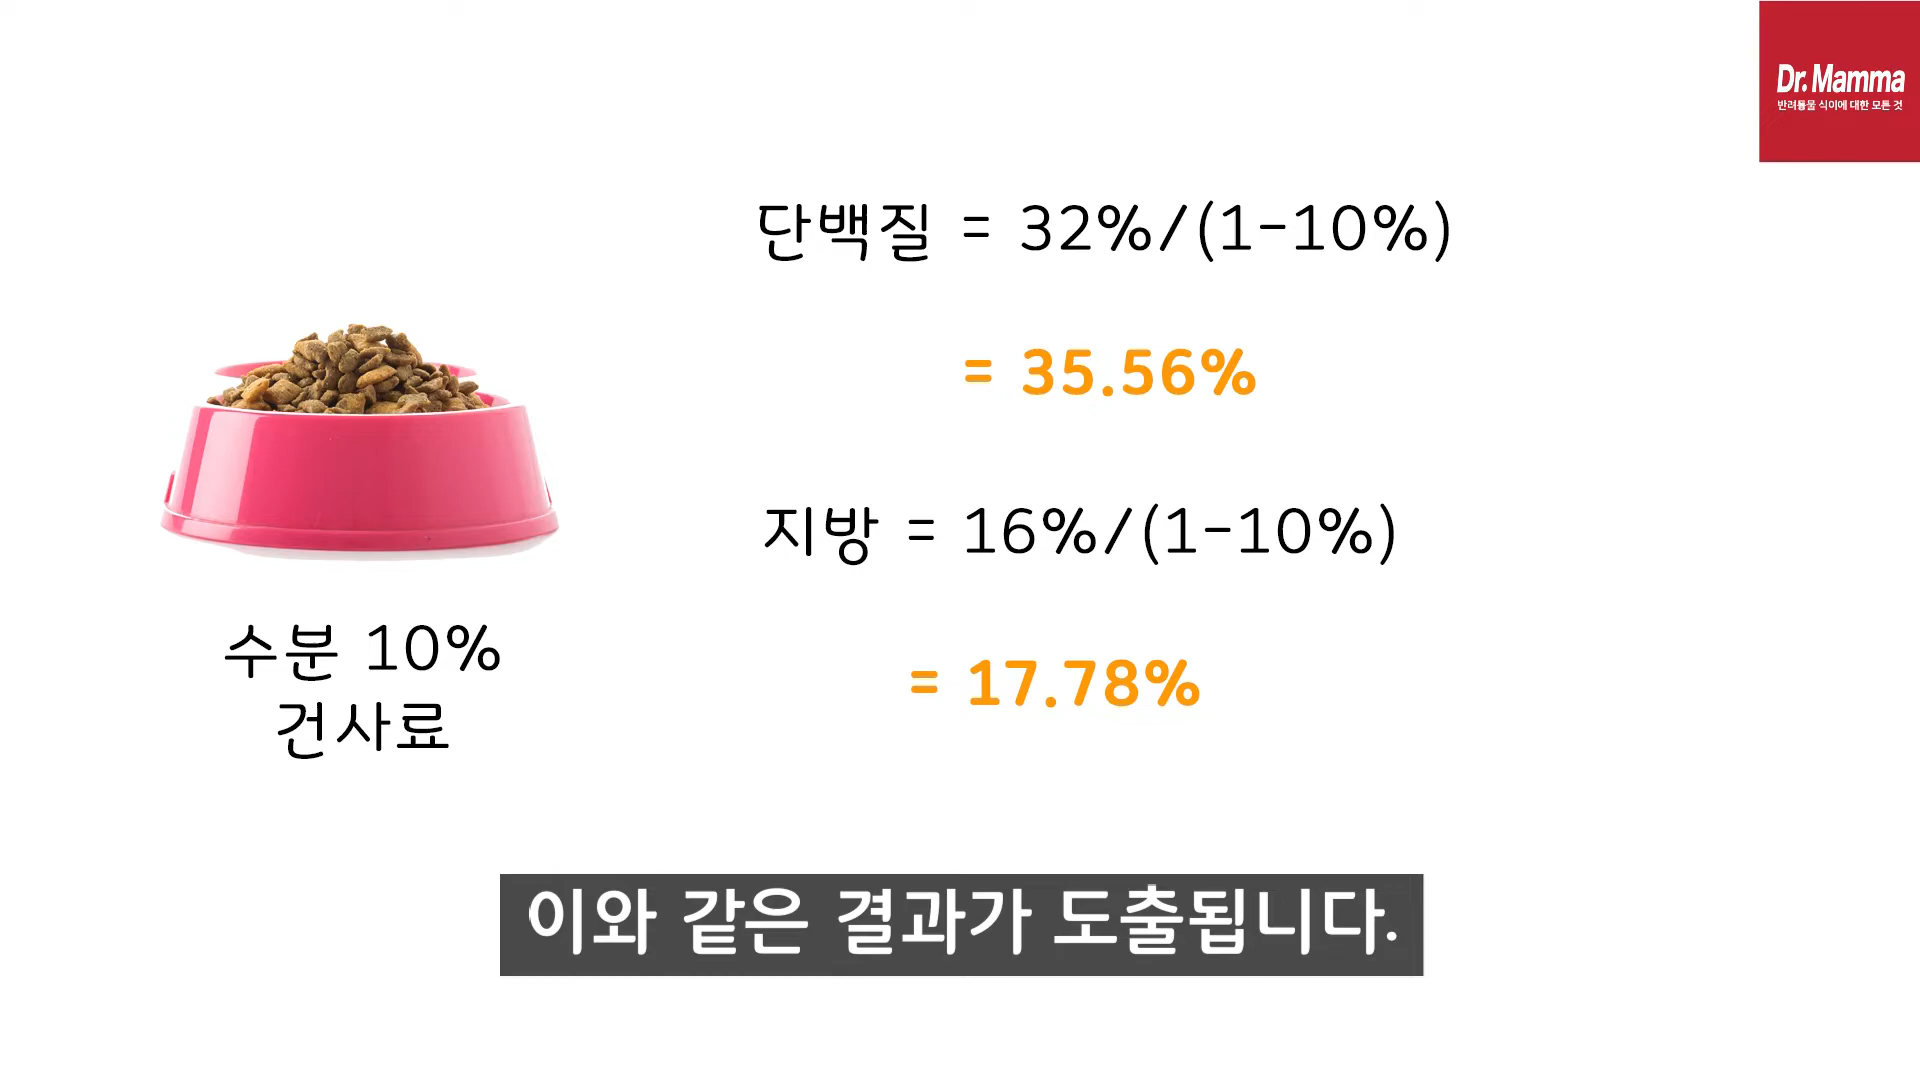 Dr. Mamma
반려동물 식이에 대한 모든 것
단백질 = 32%/(1-10%)
= 35.56%
지방 = 16%/(1-10%)
= 17.78%
수분 10%
건사료
이와 같은 결과가 도출됩니다.